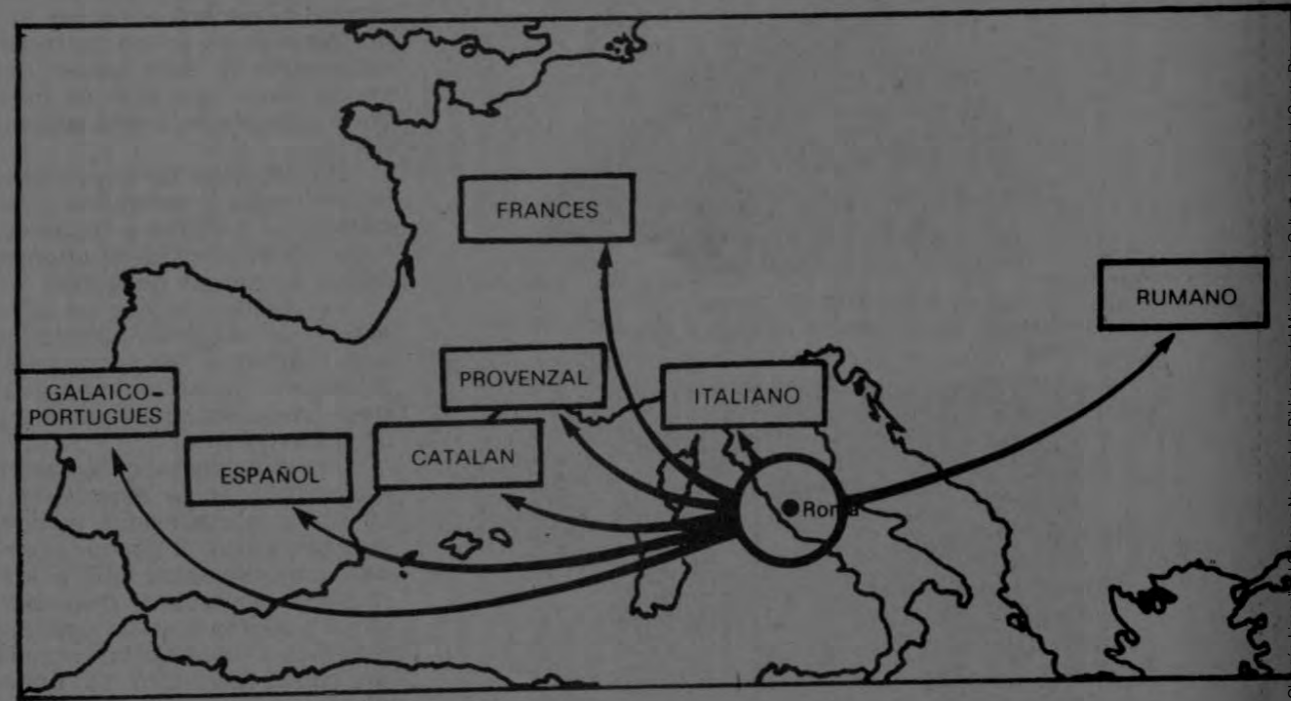 FRANCES
RUMANO
GALAICO-
PORTUGUES
PROVENZAL
ITALIANO
ESPAÑOL
CATALAN
Roma